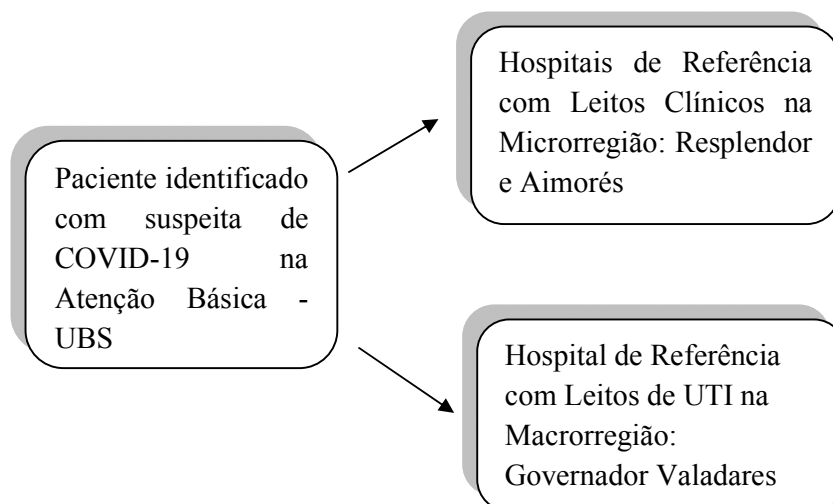 Paciente identificado
com suspeita de
COVID-19 na
Atenção Básica -
UBS
Hospitais de Referência
com Leitos Clínicos na
Microrregião: Resplendor
e Aimorés
Hospital de Referência
com Leitos de UTI na
Macrorregião:
Governador Valadares